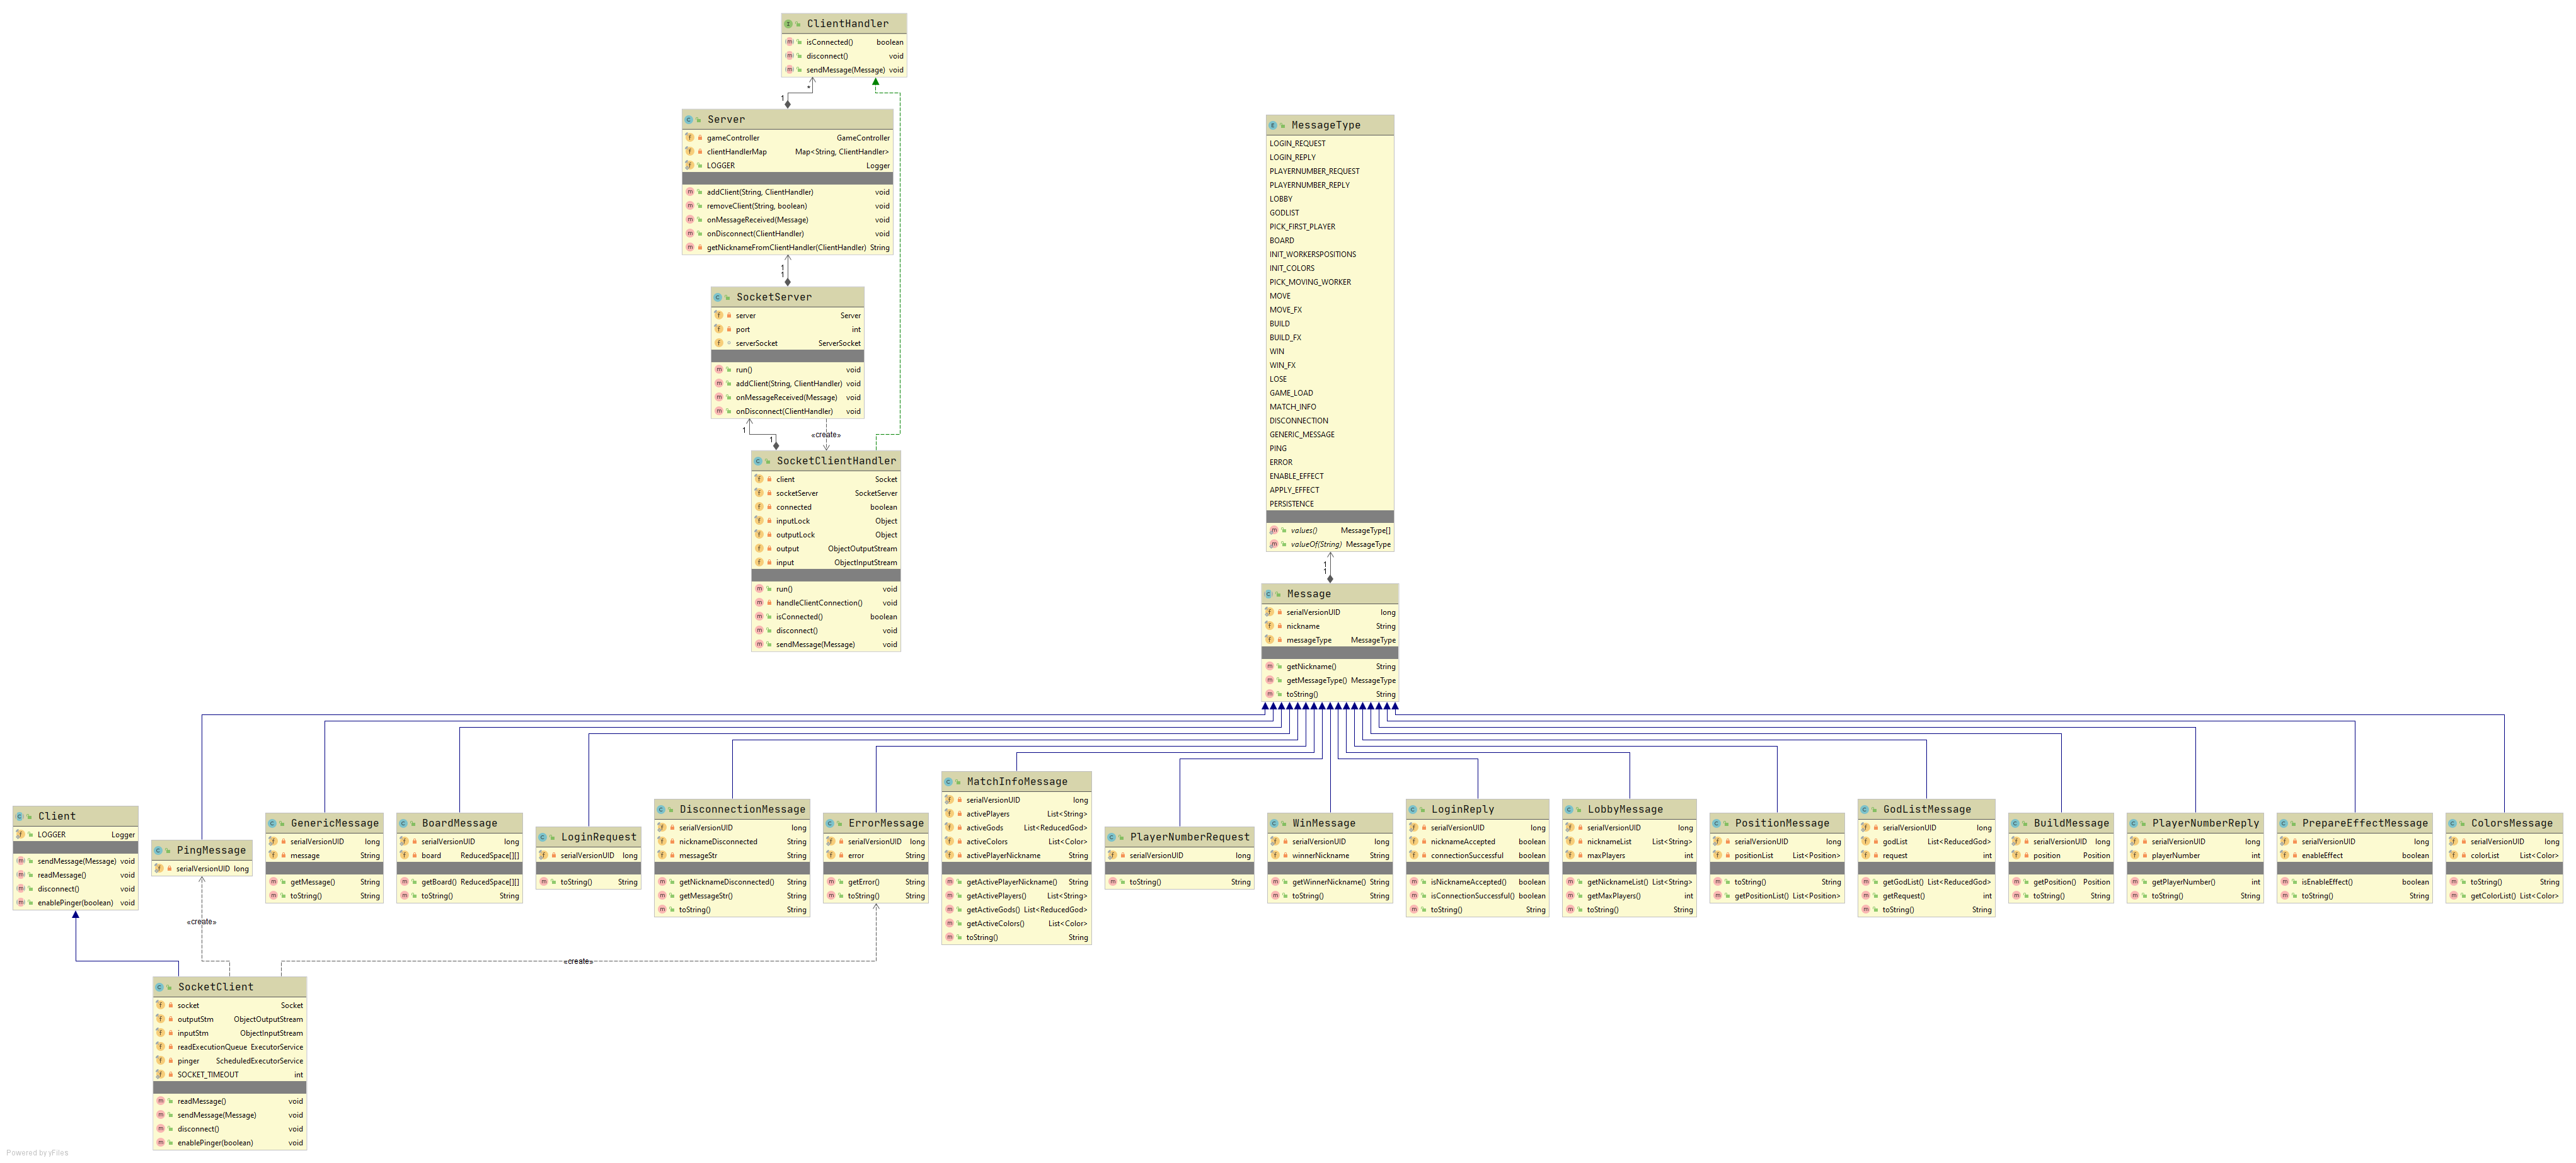 ClientHandler
isConnected() boolean
disconnect() void
sendMessage(Message) void
*
1
Server
gameController GameController
clientHandlerMap Map<String, ClientHandler>
LOGGER Logger
addClient(String, ClientHandler) void
removeClient(String, boolean) void
onMessageReceived(Message) void
onDisconnect(ClientHandler) void
getNicknameFromClientHandler(ClientHandler) String
1
1
SocketServer
server Server
port int
serverSocket ServerSocket
run() void
addClient(String, ClientHandler) void
onMessageReceived(Message) void
onDisconnect(ClientHandler) void
1
1
«create»
SocketClientHandler
client Socket
socketServer SocketServer
connected boolean
inputLock Object
outputLock Object
output ObjectOutputStream
input ObjectInputStream
run() void
handleClientConnection() void
isConnected() boolean
disconnect() void
sendMessage(Message) void
MessageType
LOGIN_REQUEST
LOGIN_REPLY
PLAYERNUMBER_REQUEST
PLAYERNUMBER_REPLY
LOBBY
GODLIST
PICK_FIRST_PLAYER
BOARD
INIT_WORKERSPOSITIONS
INIT_COLORS
PICK_MOVING_WORKER
MOVE
MOVE_FX
BUILD
BUILD_FX
WIN
WIN_FX
LOSE
GAME_LOAD
MATCH_INFO
DISCONNECTION
GENERIC_MESSAGE
PING
ERROR
ENABLE_EFFECT
APPLY_EFFECT
PERSISTENCE
values() MessageType[]
valueOf(String) MessageType
1
1
Message
serialVersionUID long
nickname String
messageType MessageType
getNickname() String
getMessageType() MessageType
toString() String
Client
LOGGER Logger
sendMessage(Message) void
readMessage() void
disconnect() void
enablePinger(boolean) void
PingMessage
serialVersionUID long
GenericMessage
serialVersionUID long
message String
getMessage() String
toString() String
BoardMessage
serialVersionUID long
board ReducedSpace[][]
getBoard() ReducedSpace[][]
toString() String
LoginRequest
serialVersionUID long
toString() String
DisconnectionMessage
serialVersionUID long
nicknameDisconnected String
messageStr String
getNicknameDisconnected() String
getMessageStr() String
toString() String
ErrorMessage
serialVersionUID long
error String
getError() String
toString() String
MatchInfoMessage
serialVersionUID long
activePlayers List<String>
activeGods List<ReducedGod>
activeColors List<Color>
activePlayerNickname String
getActivePlayerNickname() String
getActivePlayers() List<String>
getActiveGods() List<ReducedGod>
getActiveColors() List<Color>
toString() String
PlayerNumberRequest
serialVersionUID long
toString() String
WinMessage
serialVersionUID long
winnerNickname String
getWinnerNickname() String
toString() String
LoginReply
serialVersionUID long
nicknameAccepted boolean
connectionSuccessful boolean
isNicknameAccepted() boolean
isConnectionSuccessful() boolean
toString() String
LobbyMessage
serialVersionUID long
nicknameList List<String>
maxPlayers int
getNicknameList() List<String>
getMaxPlayers() int
toString() String
PositionMessage
serialVersionUID long
positionList List<Position>
toString() String
getPositionList() List<Position>
GodListMessage
serialVersionUID long
godList List<ReducedGod>
request int
getGodList() List<ReducedGod>
getRequest() int
toString() String
BuildMessage
serialVersionUID long
position Position
getPosition() Position
toString() String
PlayerNumberReply
serialVersionUID long
playerNumber int
getPlayerNumber() int
toString() String
PrepareEffectMessage
serialVersionUID long
enableEffect boolean
isEnableEffect() boolean
toString() String
ColorsMessage
serialVersionUID long
colorList List<Color>
toString() String
getColorList() List<Color>
«create»
«create»
SocketClient
socket Socket
outputStm ObjectOutputStream
inputStm ObjectInputStream
readExecutionQueue ExecutorService
pinger ScheduledExecutorService
SOCKET_TIMEOUT int
readMessage() void
sendMessage(Message) void
disconnect() void
enablePinger(boolean) void
Powered by yFiles